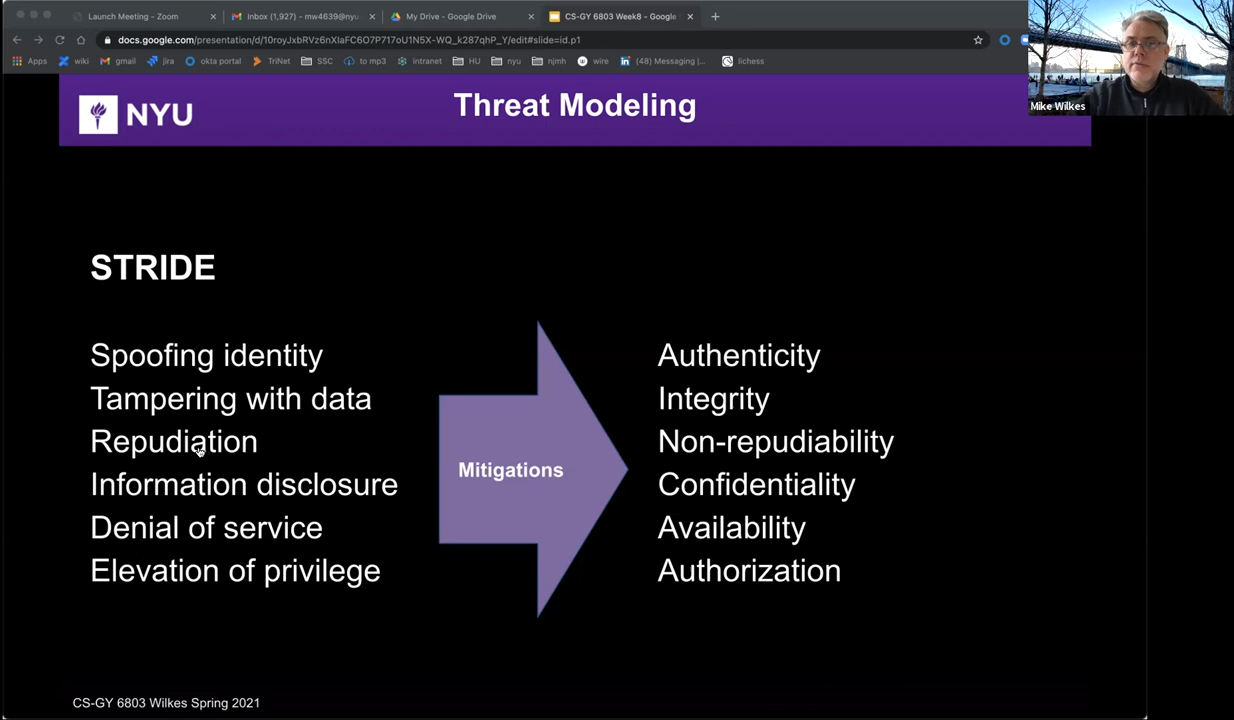 Launch Meeting - Zoom
Inbox (1,927) - mw4639@nyu
My Drive - Google Drive
CS-GY 6803 Week8 - Google
docs.google.com/presentation/d/10royJxbRVz6nXlaFC6O7P717oU1N5X-WQ_k287qhP_Y/edit#slide=id.p1
Apps
wiki
gmail
jira
okta portal
TriNet
SSC
to mp3
intranet
HU
nyu
njmh
wire
(48) Messaging |...
lichess
Mike Wilkes
NYU
Threat Modeling
STRIDE
Spoofing identity
Tampering with data
Repudiation
Information disclosure
Denial of service
Elevation of privilege
Mitigations
Authenticity
Integrity
Non-repudiability
Confidentiality
Availability
Authorization
CS-GY 6803 Wilkes Spring 2021